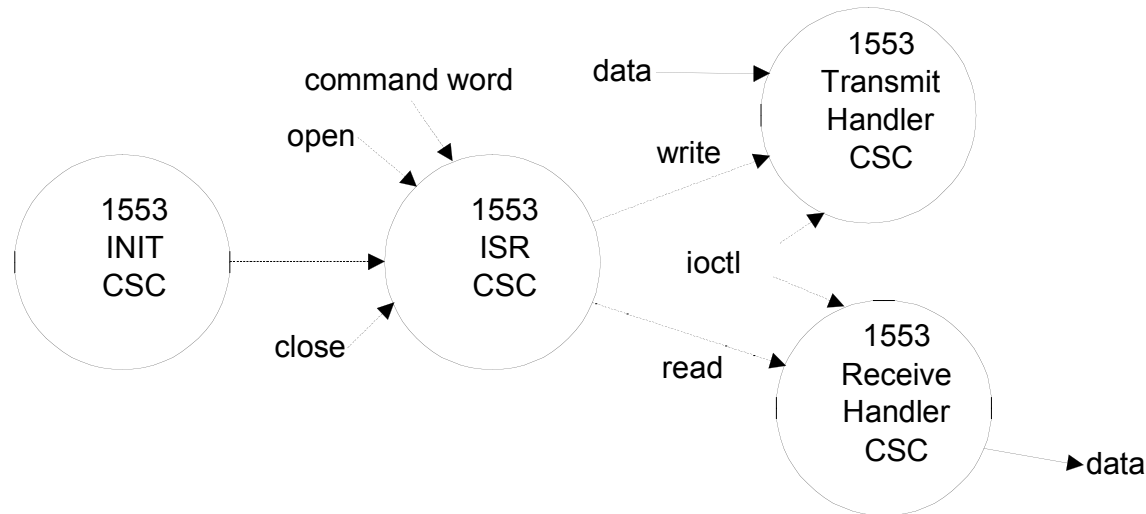 command word
open
close
1553
INIT
CSC
1553
ISR
CSC
data
write
ioctl
read
1553
Transmit
Handler
CSC
1553
Receive
Handler
CSC
data